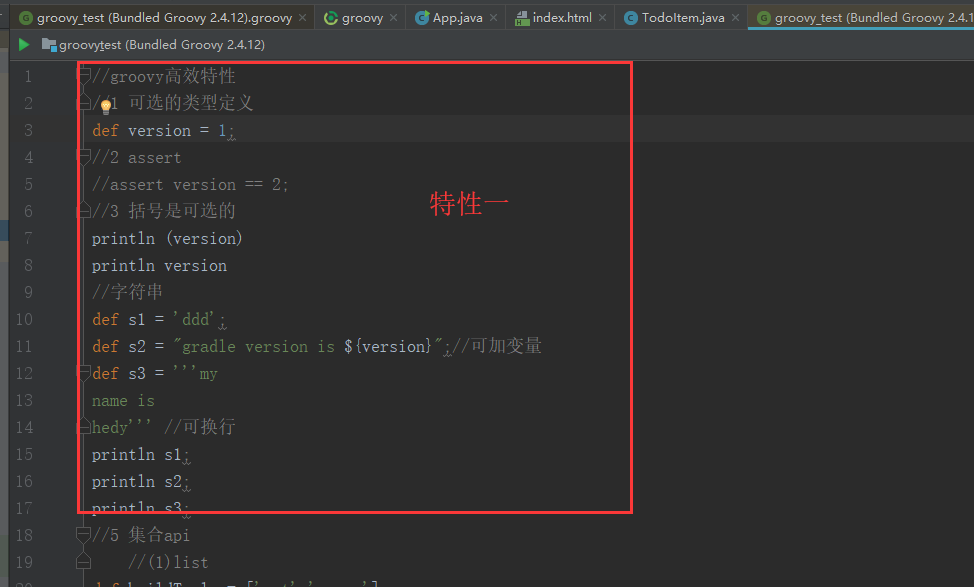 groovy_test (Bundled Groovy 2.4.12).groovy × groovy × App.java × index.html × TodoItem.java × groovy_test (Bundled Groovy 2.4.1
groovytest (Bundled Groovy 2.4.12)
1 //groovy高效特性
2 //1 可选的类型定义
3 def version = 1;
4 //2 assert
5 //assert version == 2;
6 //3 括号是可选的
特性一
7 println (version)
8 println version
9 //字符串
10 def s1 = 'ddd';
11 def s2 = "gradle version is ${version}";//可加变量
12 def s3 = '''my
13 name is
14 hedy''' //可换行
15 println s1;
16 println s2;
17 println s3;
18 //5 集合api
19 //(1)list